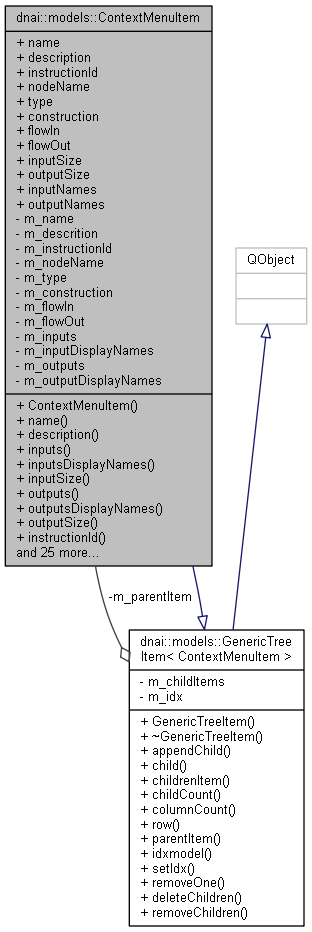 dnai::models::ContextMenuItem
+ name
+ description
+ instructionId
+ nodeName
+ type
+ construction
+ flowIn
+ flowOut
+ inputSize
+ outputSize
+ inputNames
+ outputNames
- m_name
- m_descrition
- m_instructionId
- m_nodeName
- m_type
- m_construction
- m_flowIn
- m_flowOut
- m_inputs
- m_inputDisplayNames
- m_outputs
- m_outputDisplayNames
+ ContextMenuItem()
+ name()
+ description()
+ inputs()
+ inputsDisplayNames()
+ inputSize()
+ outputs()
+ outputsDisplayNames()
+ outputSize()
+ instructionId()
and 25 more...
QObject
-m_parentItem
dnai::models::GenericTree
Item< ContextMenuItem >
- m_childItems
- m_idx
+ GenericTreeItem()
+ ~GenericTreeItem()
+ appendChild()
+ child()
+ childrenItem()
+ childCount()
+ columnCount()
+ row()
+ parentItem()
+ idxmodel()
+ setIdx()
+ removeOne()
+ deleteChildren()
+ removeChildren()